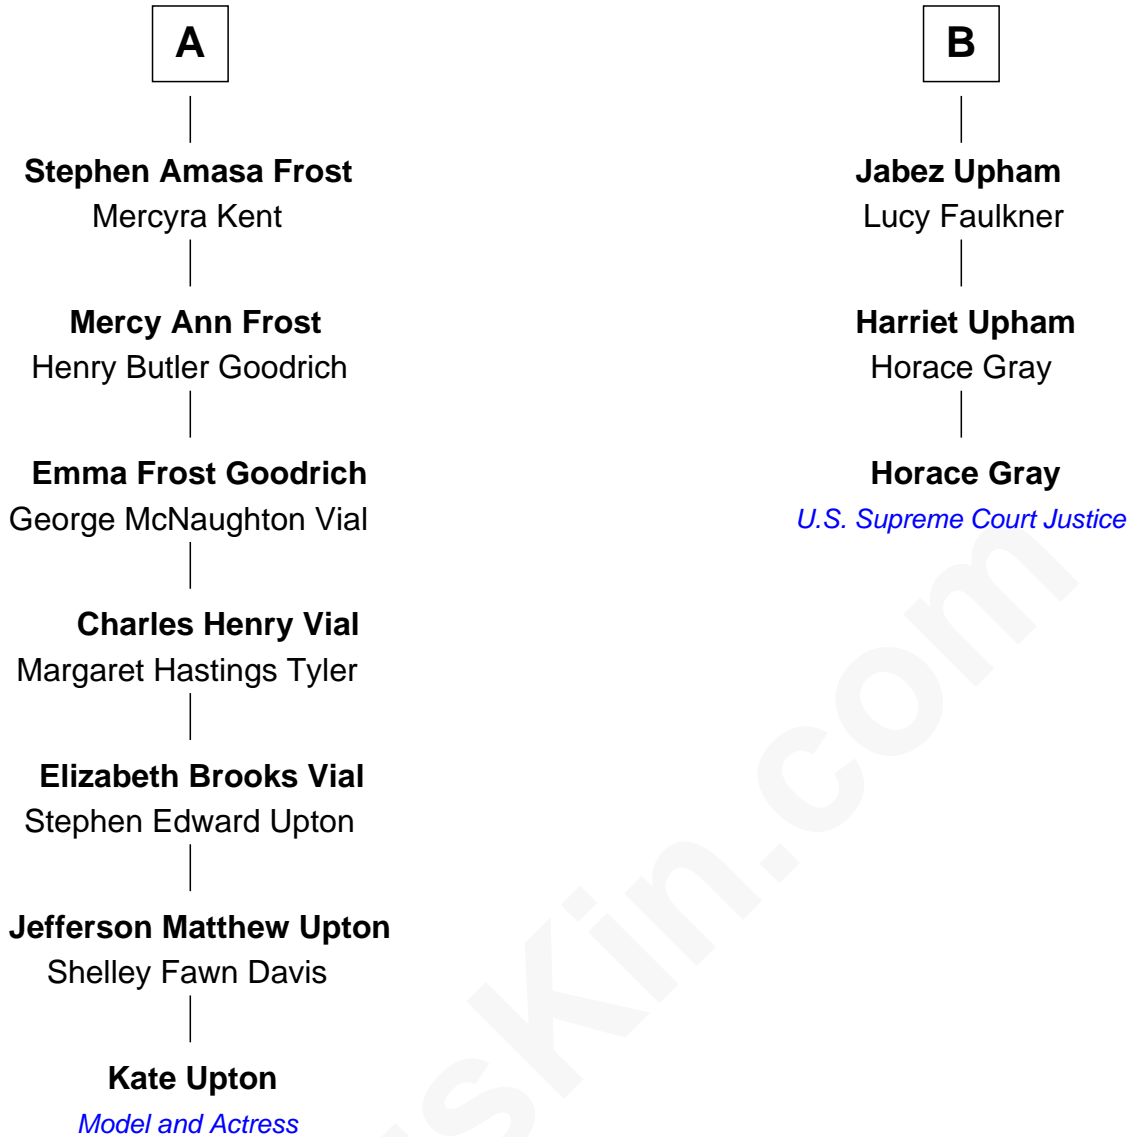 A
Stephen Amasa Frost
Mercyra Kent
Mercy Ann Frost
Henry Butler Goodrich
Emma Frost Goodrich
George McNaughton Vial
Charles Henry Vial
Margaret Hastings Tyler
Elizabeth Brooks Vial
Stephen Edward Upton
Jefferson Matthew Upton
Shelley Fawn Davis
Kate Upton
Model and Actress
B
Jabez Upham
Lucy Faulkner
Harriet Upham
Horace Gray
Horace Gray
U.S. Supreme Court Justice
sKin.com